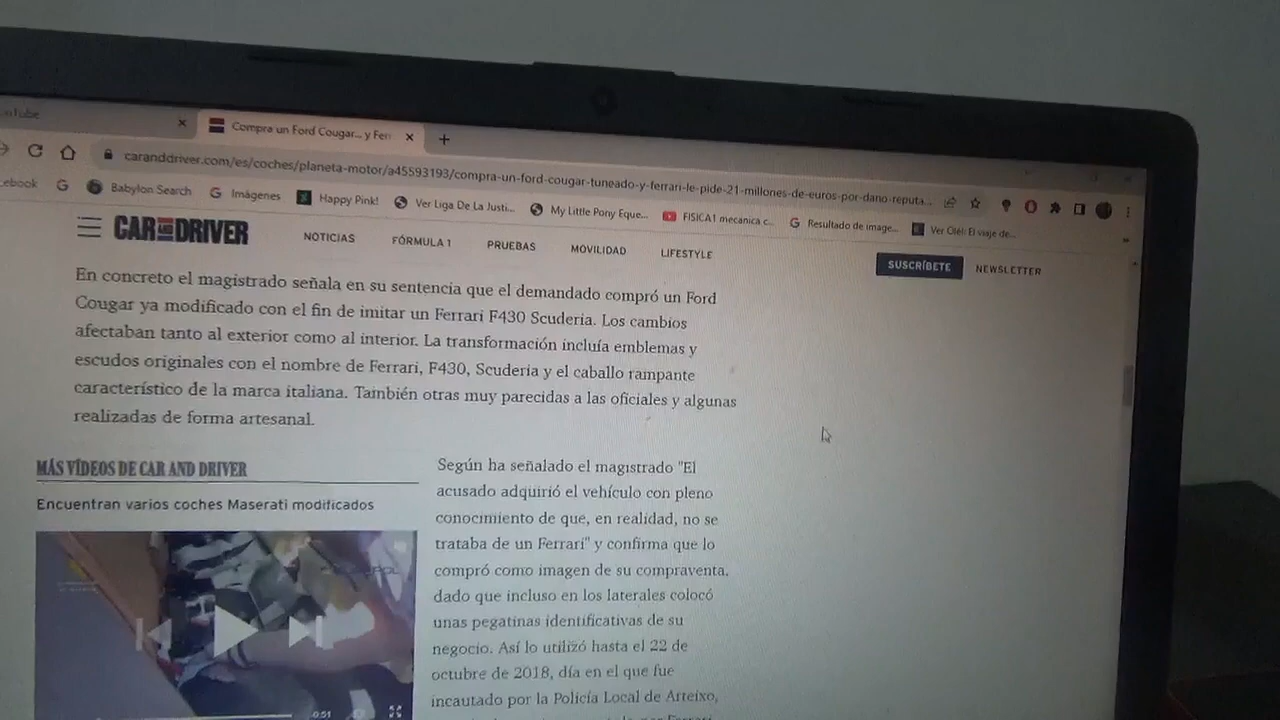 Compra un Ford Cougar... y Ferr
caranddriver.com/es/coches/planeta-motor/a45593193/compra-un-ford-cougar-tuneado-y-ferrari-le-pide-21-millones-de-euros-por-dano-reputa...
Babylon Search
Imágenes
Happy Pink!
Ver Liga De La Justi...
My Little Pony Eque...
FISICA1 mecanica c...
Resultado de image...
Ver Olé!: El viaje de...
CAR AND DRIVER
NOTICIAS
FÓRMULA 1
PRUEBAS
MOVILIDAD
LIFESTYLE
SUSCRÍBETE
NEWSLETTER
En concreto el magistrado señala en su sentencia que el demandado compró un Ford
Cougar ya modificado con el fin de imitar un Ferrari F430 Scuderia. Los cambios
afectaban tanto al exterior como al interior. La transformación incluía emblemas y
escudos originales con el nombre de Ferrari, F430, Scuderia y el caballo rampante
característico de la marca italiana. También otras muy parecidas a las oficiales y algunas
realizadas de forma artesanal.
MÁS VÍDEOS DE CAR AND DRIVER
Encuentran varios coches Maserati modificados
-0:51
Según ha señalado el magistrado "El
acusado adquirió el vehículo con pleno
conocimiento de que, en realidad, no se
trataba de un Ferrari" y confirma que lo
compró como imagen de su compraventa,
dado que incluso en los laterales colocó
unas pegatinas identificativas de su
negocio. Así lo utilizó hasta el 22 de
octubre de 2018, día en el que fue
incautado por la Policía Local de Arteixo,